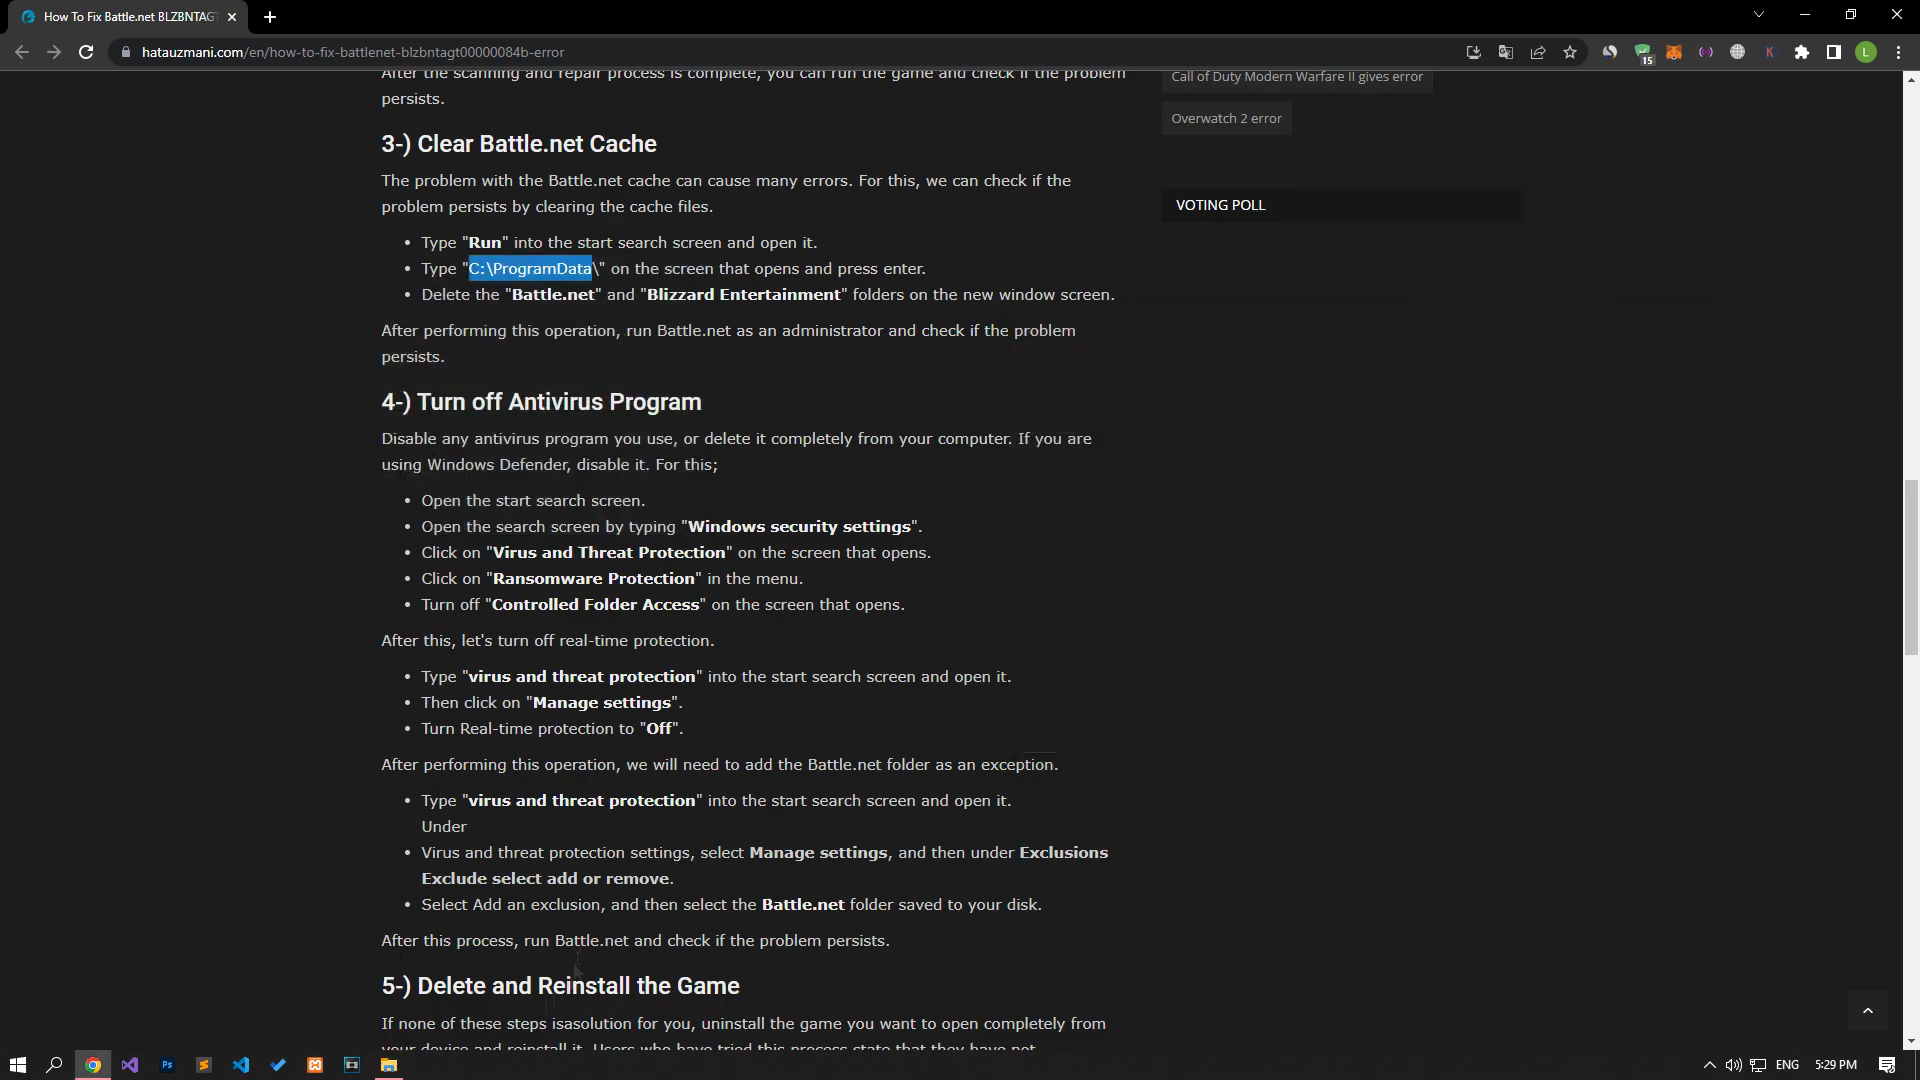 How To Fix Battle.net BLZBNTAGT
hatauzmani.com/en/how-to-fix-battlenet-blzbntagt00000084b-error
15
K
L
After the scanning and repair process is complete, you can run the game and check if the problem
persists.
3-) Clear Battle.net Cache
The problem with the Battle.net cache can cause many errors. For this, we can check if the
problem persists by clearing the cache files.
• Type "Run" into the start search screen and open it.
• Type "C:\ProgramData\" on the screen that opens and press enter.
• Delete the "Battle.net" and "Blizzard Entertainment" folders on the new window screen.
After performing this operation, run Battle.net as an administrator and check if the problem
persists.
4-) Turn off Antivirus Program
Disable any antivirus program you use, or delete it completely from your computer. If you are
using Windows Defender, disable it. For this;
• Open the start search screen.
• Open the search screen by typing "Windows security settings".
• Click on "Virus and Threat Protection" on the screen that opens.
• Click on "Ransomware Protection" in the menu.
• Turn off "Controlled Folder Access" on the screen that opens.
After this, let's turn off real-time protection.
• Type "virus and threat protection" into the start search screen and open it.
• Then click on "Manage settings".
• Turn Real-time protection to "Off".
After performing this operation, we will need to add the Battle.net folder as an exception.
• Type "virus and threat protection" into the start search screen and open it.
Under
• Virus and threat protection settings, select Manage settings, and then under Exclusions
Exclude select add or remove.
• Select Add an exclusion, and then select the Battle.net folder saved to your disk.
After this process, run Battle.net and check if the problem persists.
5-) Delete and Reinstall the Game
If none of these steps isasolution for you, uninstall the game you want to open completely from
your device and reinstall it. Users who have tried this process state that they have not
Call of Duty Modern Warfare II gives error
Overwatch 2 error
VOTING POLL
Ps
ENG
5:29 PM